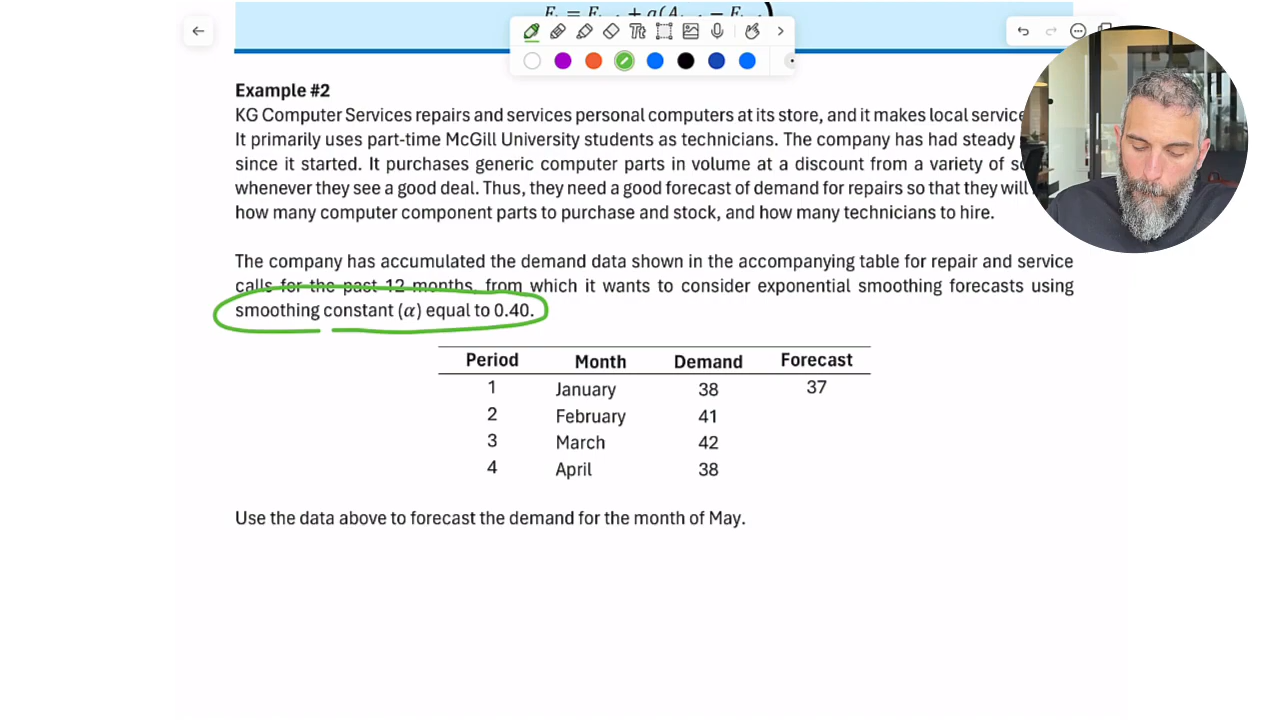 Example #2
KG Computer Services repairs and services personal computers at its store, and it makes local service
It primarily uses part-time McGill University students as technicians. The company has had steady
since it started. It purchases generic computer parts in volume at a discount from a variety of
whenever they see a good deal. Thus, they need a good forecast of demand for repairs so that they will
how many computer component parts to purchase and stock, and how many technicians to hire.
The company has accumulated the demand data shown in the accompanying table for repair and service
calls for the past 12 months, from which it wants to consider exponential smoothing forecasts using
smoothing constant (α) equal to 0.40.
Period Month Demand Forecast
1 January 38 37
2 February 41
3 March 42
4 April 38
Use the data above to forecast the demand for the month of May.